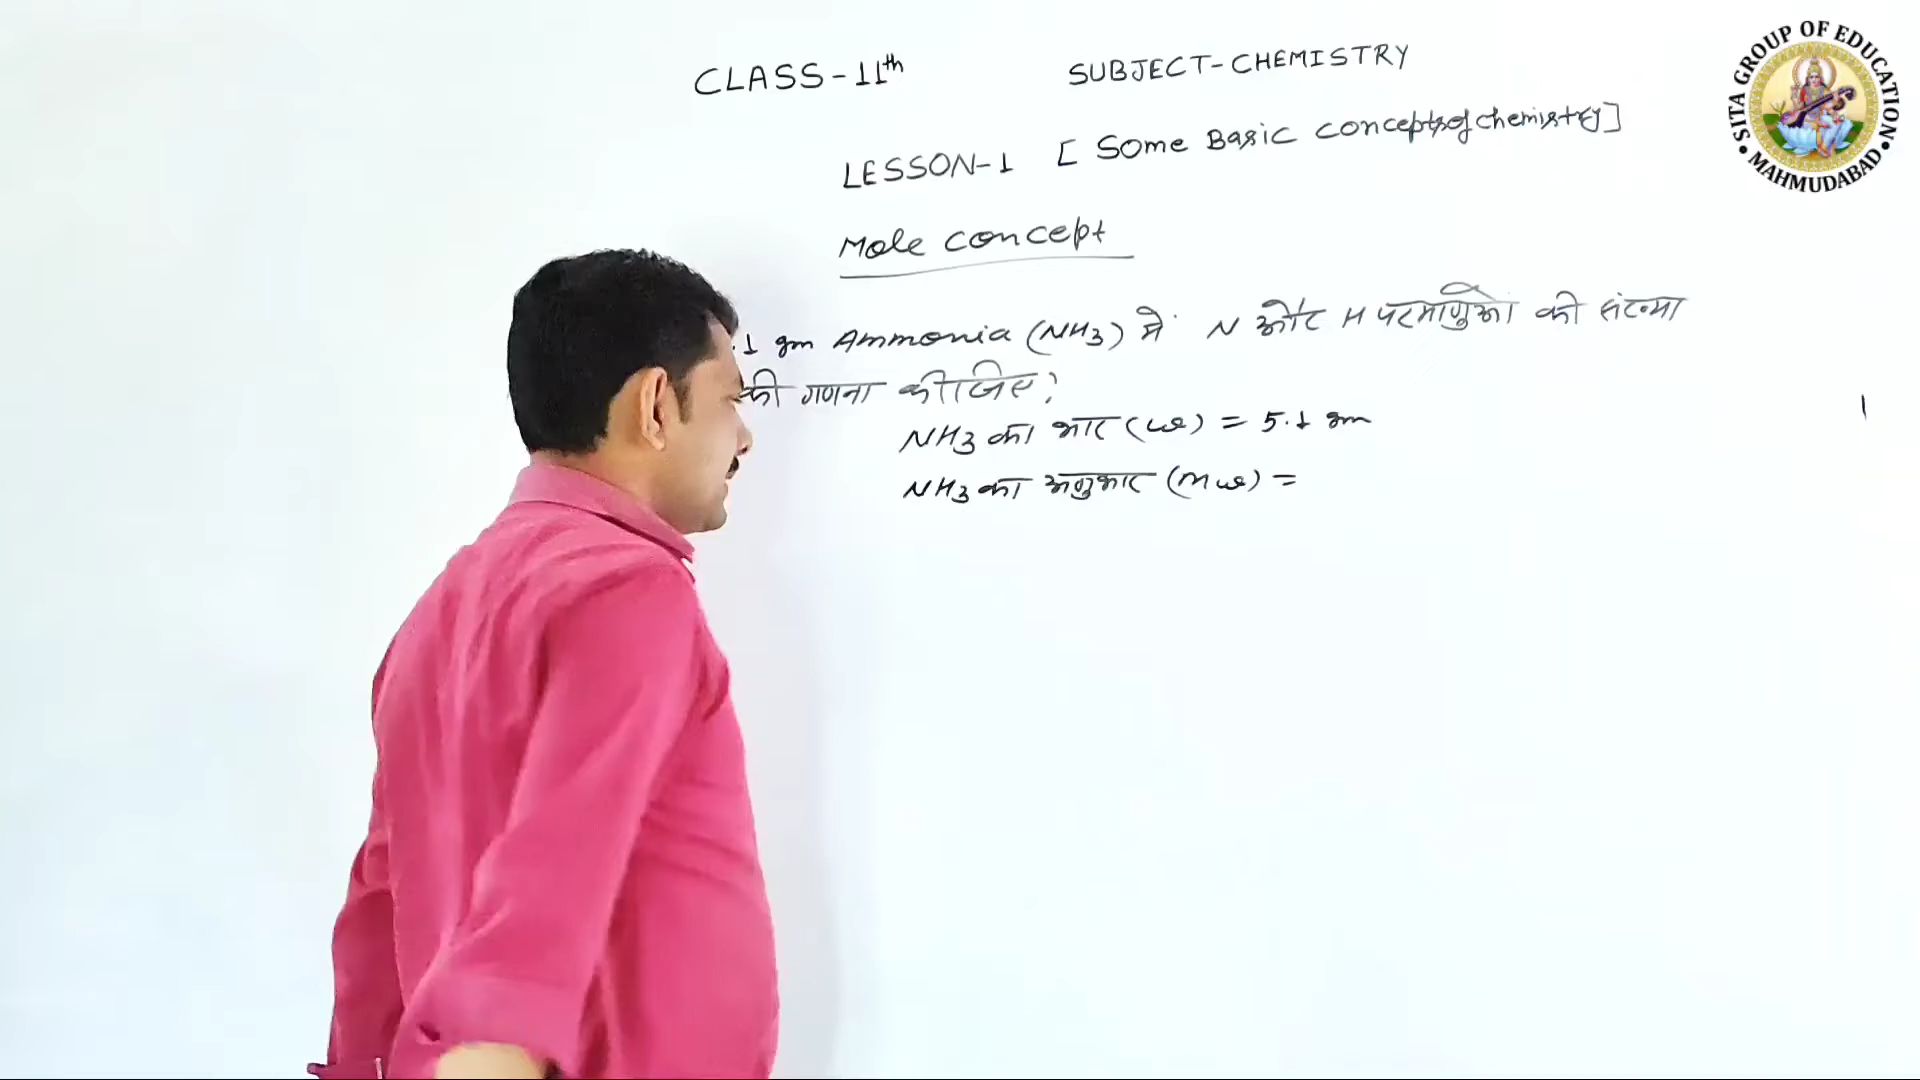 CLASS-11th SUBJECT-CHEMISTRY
LESSON-1 [Some Basic concepts of chemistry]
Mole concept
.1 gm Ammonia (NH3) में N और H परमाणुओं की संख्या
की गणना कीजिए?
NH3 का भार (w) = 5.1 gm
NH3 का अणुभार (mw) =
SITA GROUP OF EDUCATION
• MAHMUDABAD •